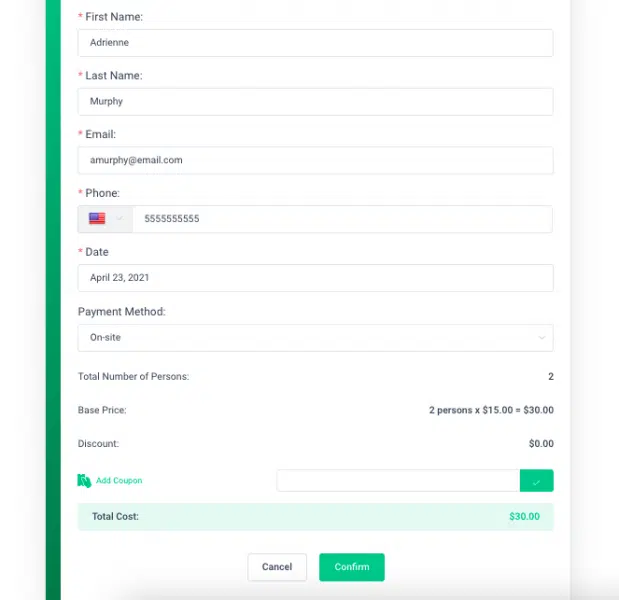 * First Name:
Adrienne
* Last Name:
Murphy
* Email:
amurphy@email.com
* Phone:
5555555555
* Date
April 23, 2021
Payment Method:
On-site
Total Number of Persons: 2
Base Price: 2 persons x $15.00 = $30.00
Discount: $0.00
Add Coupon
Total Cost: $30.00
Cancel Confirm